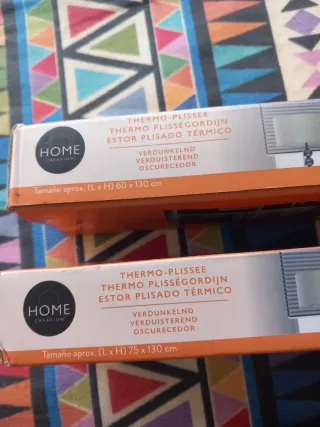 HOME
CREATION
THERMO-PLISSEE
THERMO PLISSÉGORDIJN
ESTOR PLISADO TÉRMICO
VERDUNKELND
VERDUISTEREND
OSCURECEDOR
Tamaño aprox. (L x H) 60 x 130 cm
HOME
CREATION
THERMO-PLISSEE
THERMO PLISSÉGORDIJN
ESTOR PLISADO TÉRMICO
VERDUNKELND
VERDUISTEREND
OSCURECEDOR
Tamaño aprox. (L x H) 75 x 130 cm